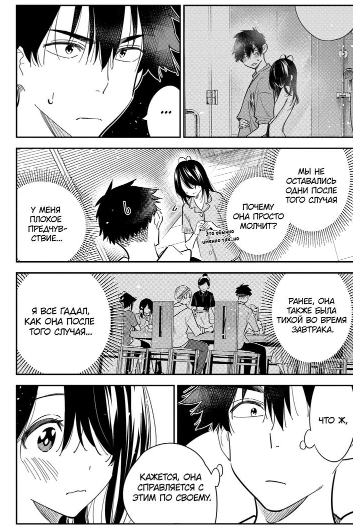 ...
МЫ НЕ
ОСТАВАЛИСЬ
ОДНИ ПОСЛЕ
ТОГО СЛУЧАЯ
ПОЧЕМУ
ОНА ПРОСТО
МОЛЧИТ?
У МЕНЯ
ПЛОХОЕ
ПРЕДЧУВ-
СТВИЕ...
РАНЕЕ, ОНА
ТАКЖЕ БЫЛА
ТИХОЙ ВО ВРЕМЯ
ЗАВТРАКА.
Я ВСЕ ГАДАЛ,
КАК ОНА ПОСЛЕ
ТОГО СЛУЧАЯ...
ЧТО Ж,
КАЖЕТСЯ, ОНА
СПРАВЛЯЕТСЯ С
ЭТИМ ПО СВОЕМУ.